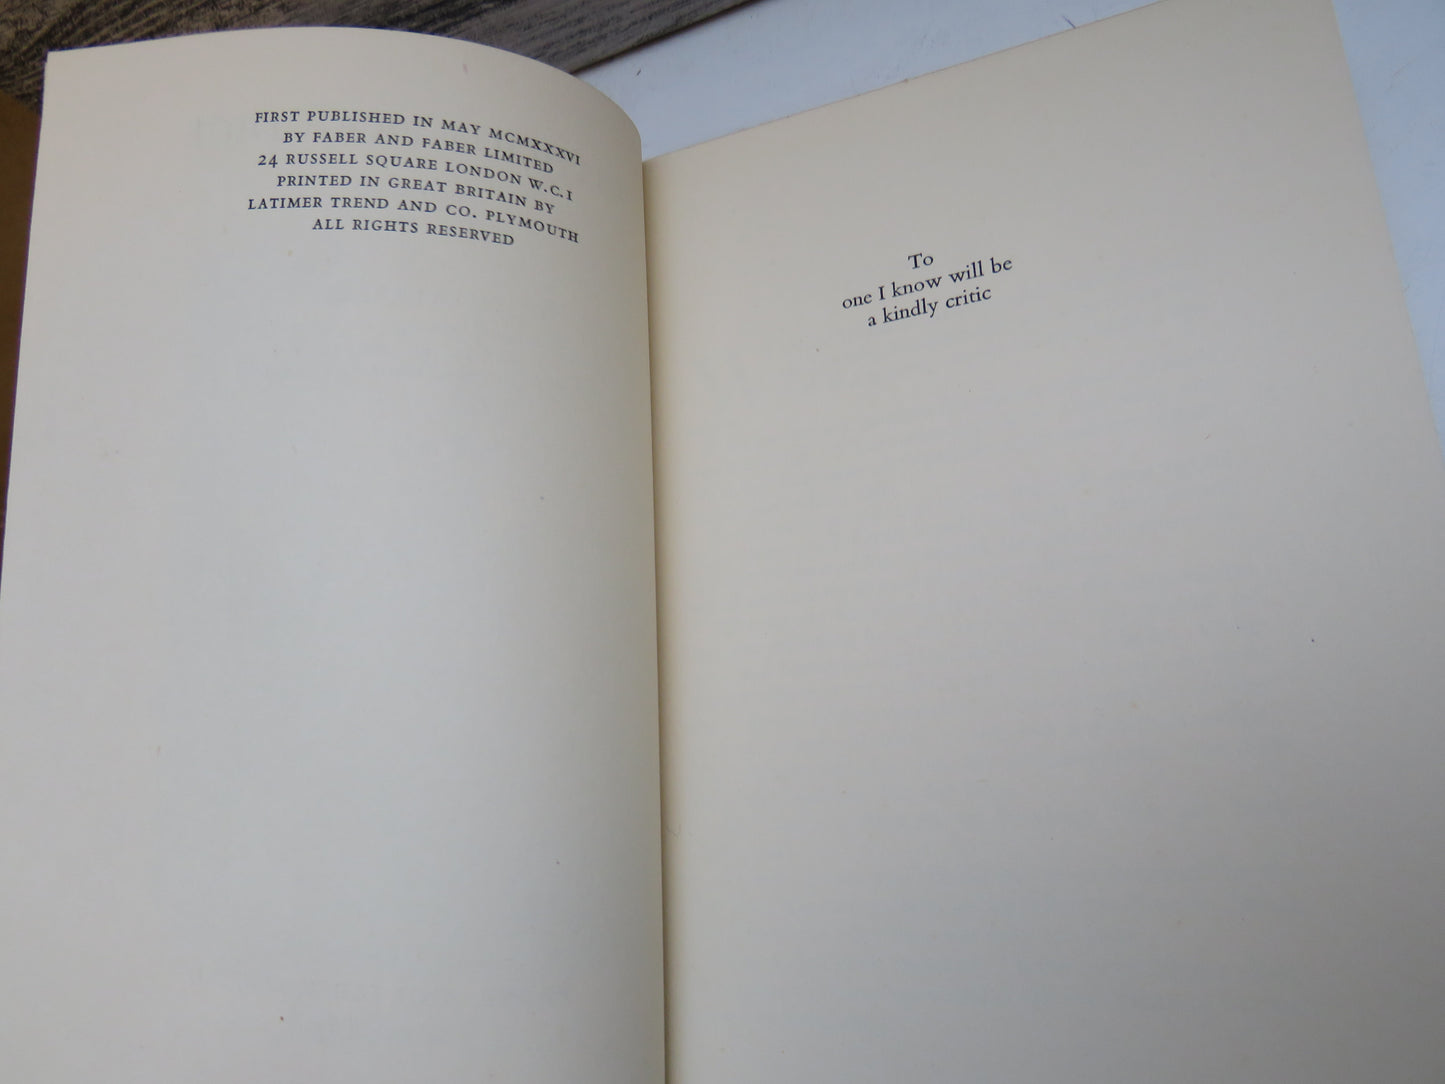 FIRST PUBLISHED IN MAY MCMXXXVI
BY FABER AND FABER LIMITED
24 RUSSELL SQUARE LONDON W.C.1
PRINTED IN GREAT BRITAIN BY
LATIMER TREND AND CO. PLYMOUTH
ALL RIGHTS RESERVED
To
one I know will be
a kindly critic